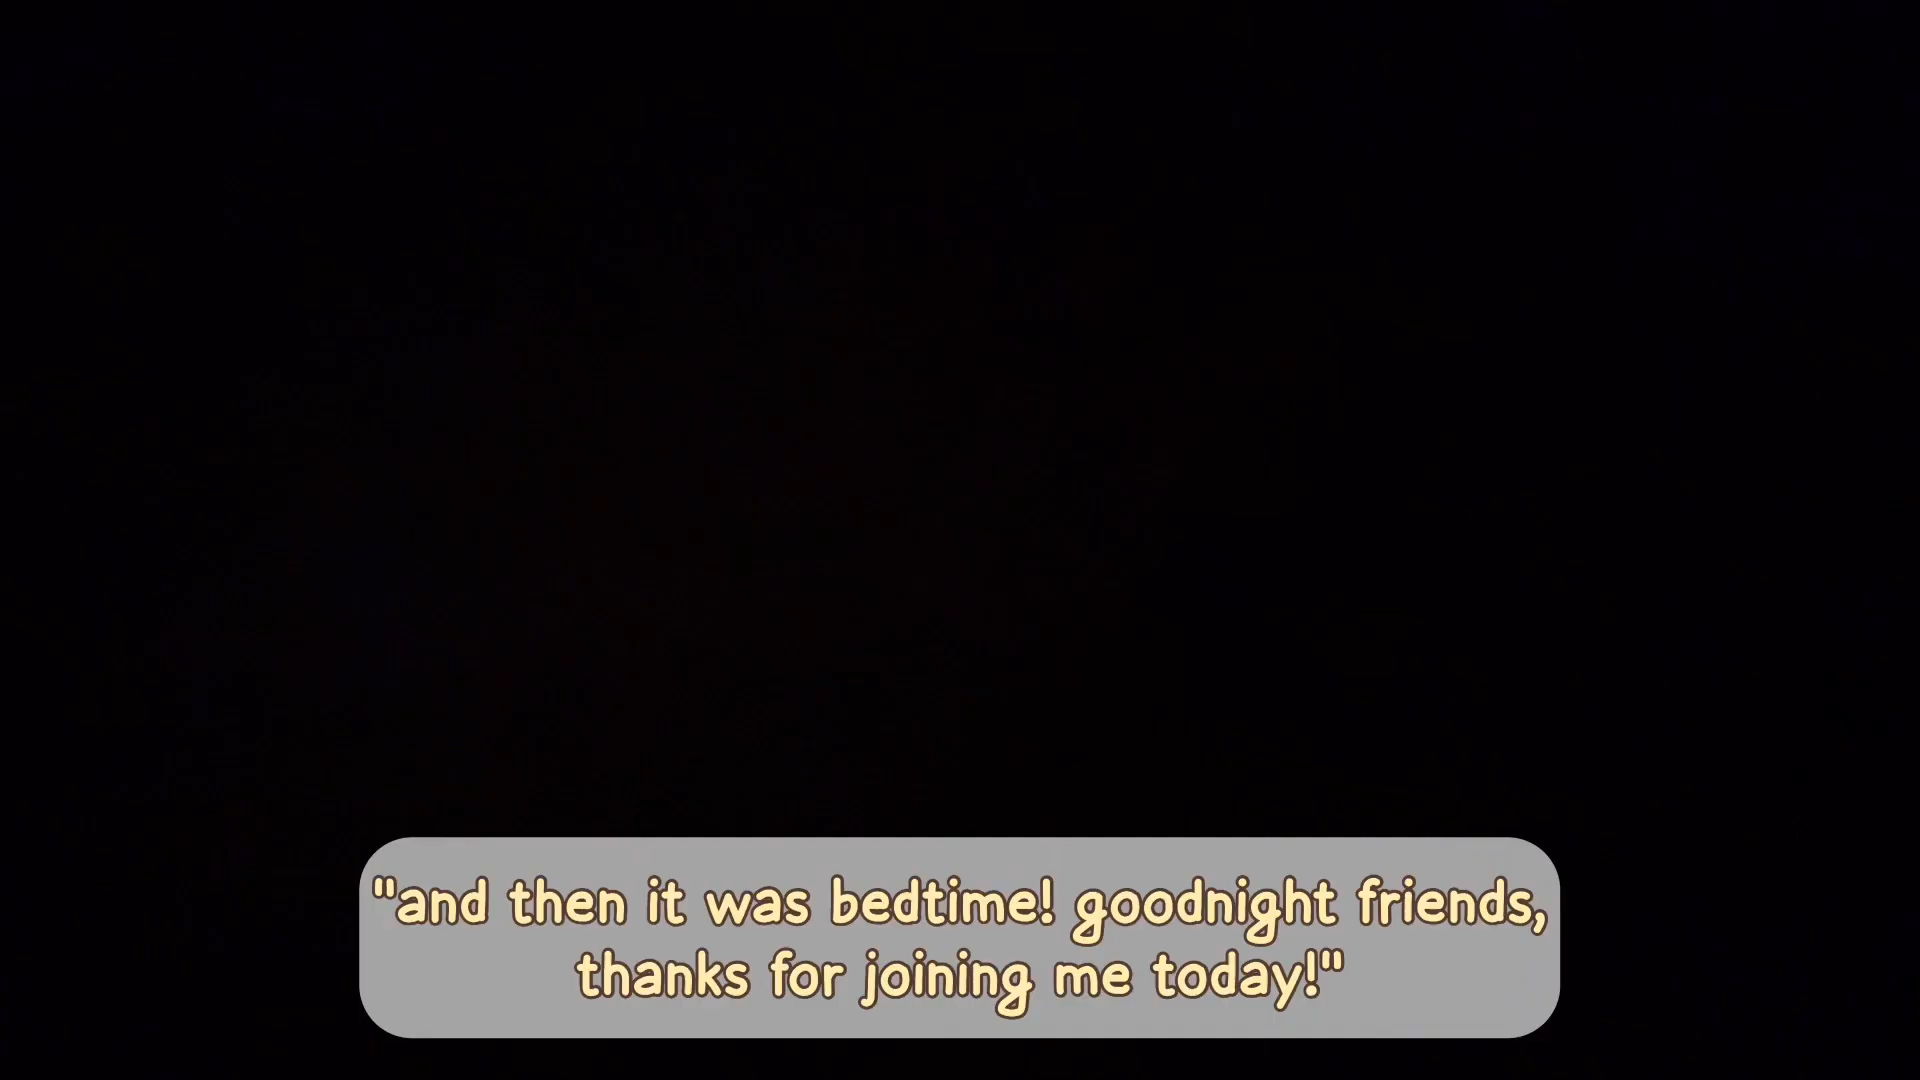 "and then it was bedtime! goodnight friends,
thanks for joining me today!"